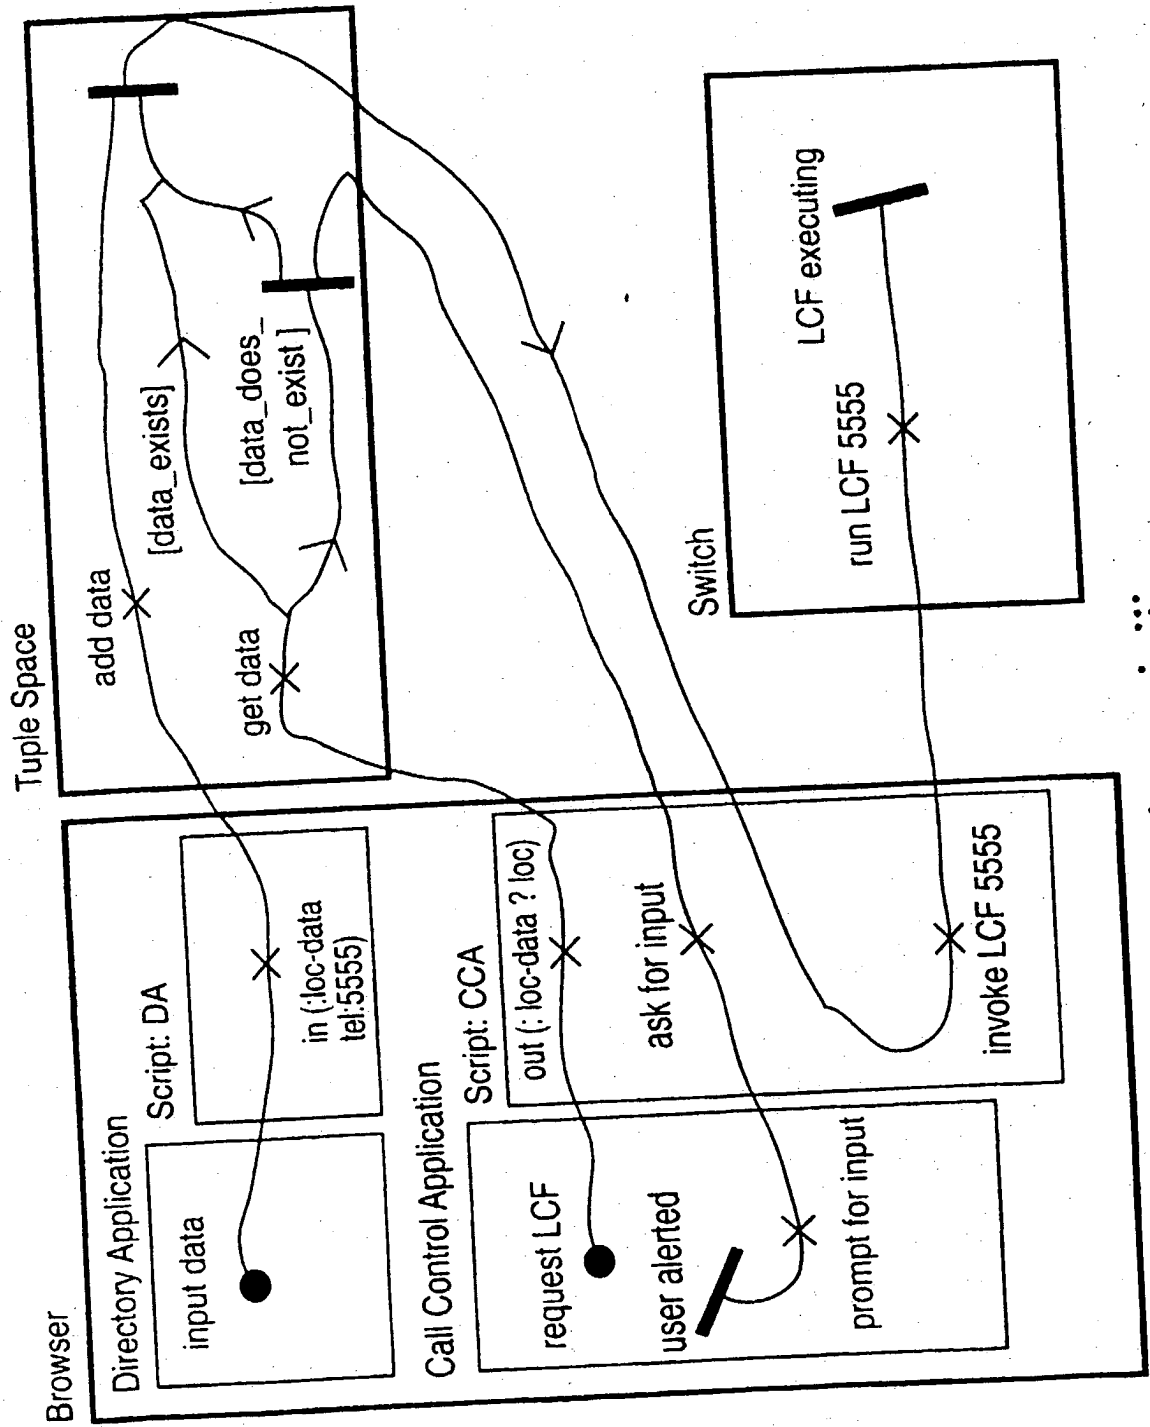 Browser
Directory Application
input data
Script: DA
in (:loc-data
tel:5555)
Call Control Application
request LCF
user alerted
prompt for input
Script: CCA
out (: loc-data ? loc)
ask for input
invoke LCF 5555
Tuple Space
add data
get data
[data_exists]
[data_does_
not_exist ]
Switch
run LCF 5555
LCF executing